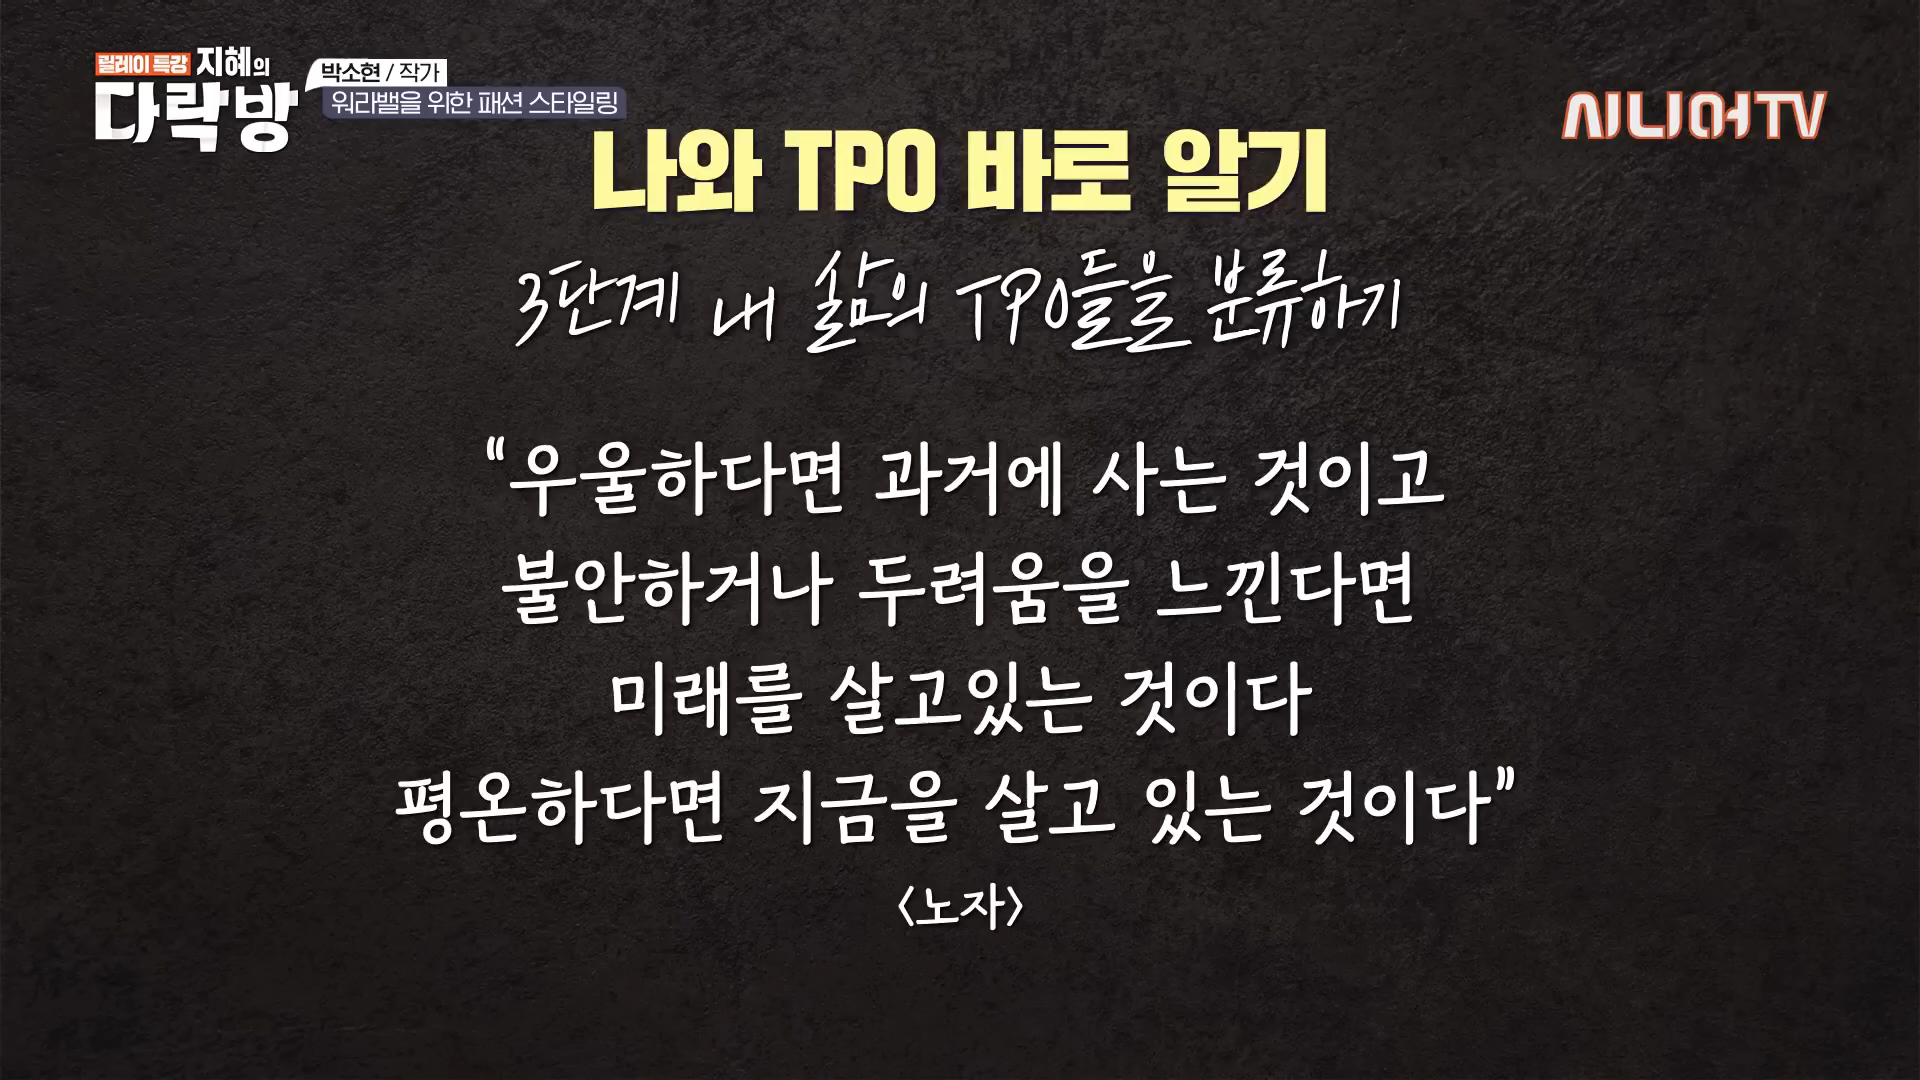 릴레이 특강 지혜의
다락방
박소현 / 작가
워라밸을 위한 패션 스타일링
시니어TV
나와 TPO 바로 알기
3단계 내 삶의 TPO들을 분류하기
“우울하다면 과거에 사는 것이고
불안하거나 두려움을 느낀다면
미래를 살고있는 것이다
평온하다면 지금을 살고 있는 것이다”
<노자>